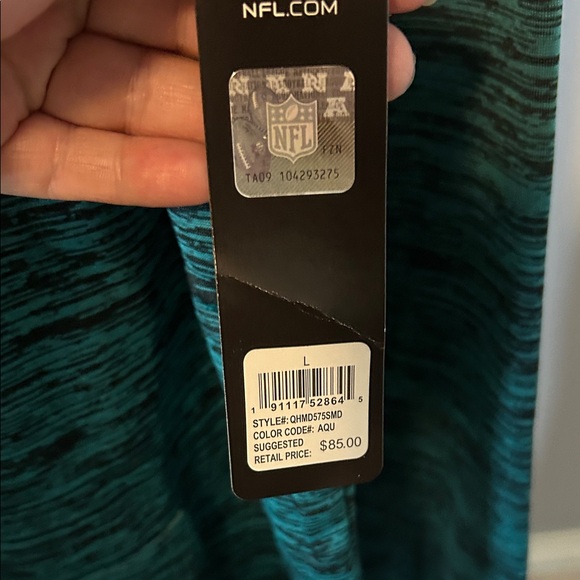 NFL.COM
NFL
FZN
TA09 104293275
L
1 91117 52864 5
STYLE#: QHMD575SMD
COLOR CODE#: AQU
SUGGESTED
RETAIL PRICE: $85.00